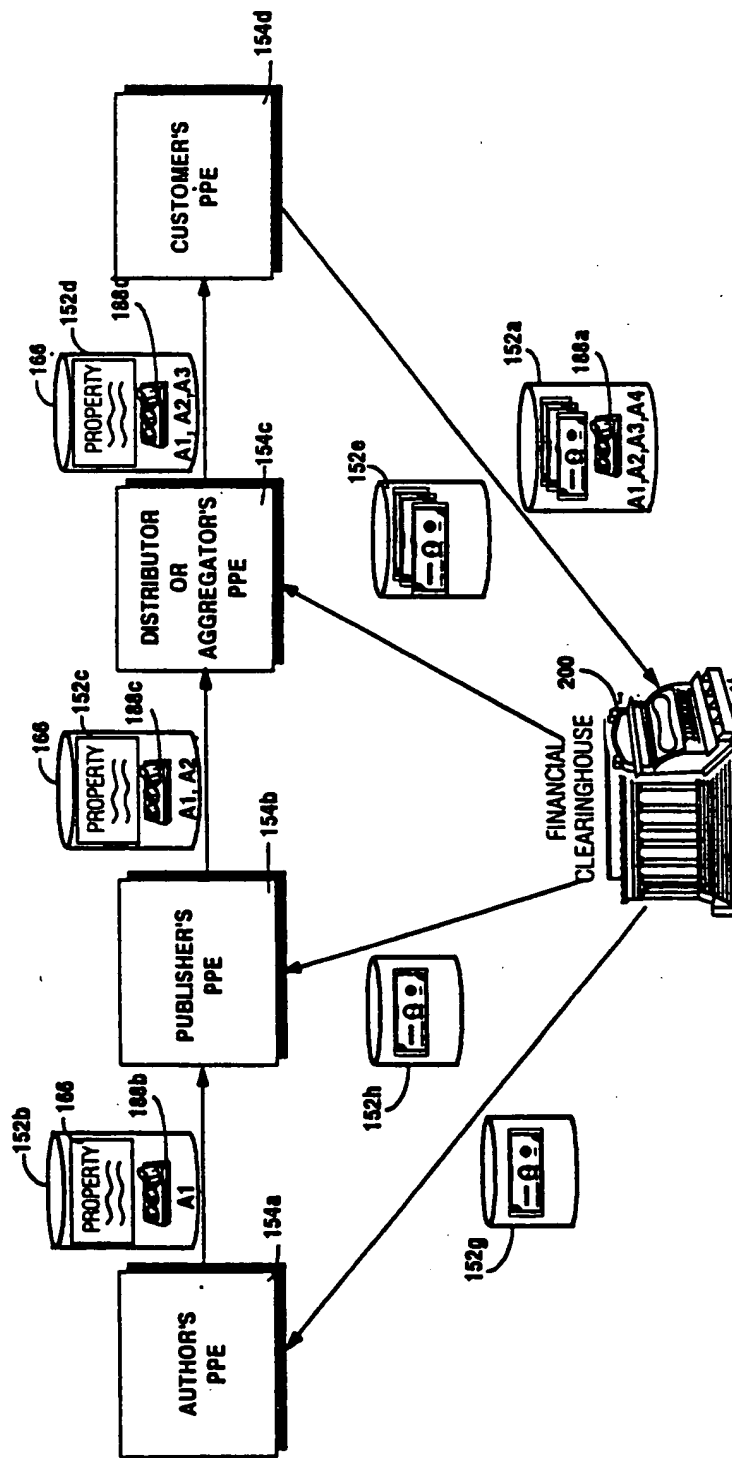 152b
166
PROPERTY
188b
A1
166
152c
PROPERTY
188c
A1, A2
166
152d
PROPERTY
188d
A1, A2, A3
AUTHOR'S
PPE
154a
PUBLISHER'S
PPE
154b
DISTRIBUTOR
OR
AGGREGATOR'S
PPE
154c
CUSTOMER'S
PPE
154d
152g
152h
152e
152a
188a
A1,A2,A3,A4
FINANCIAL
CLEARINGHOUSE
200